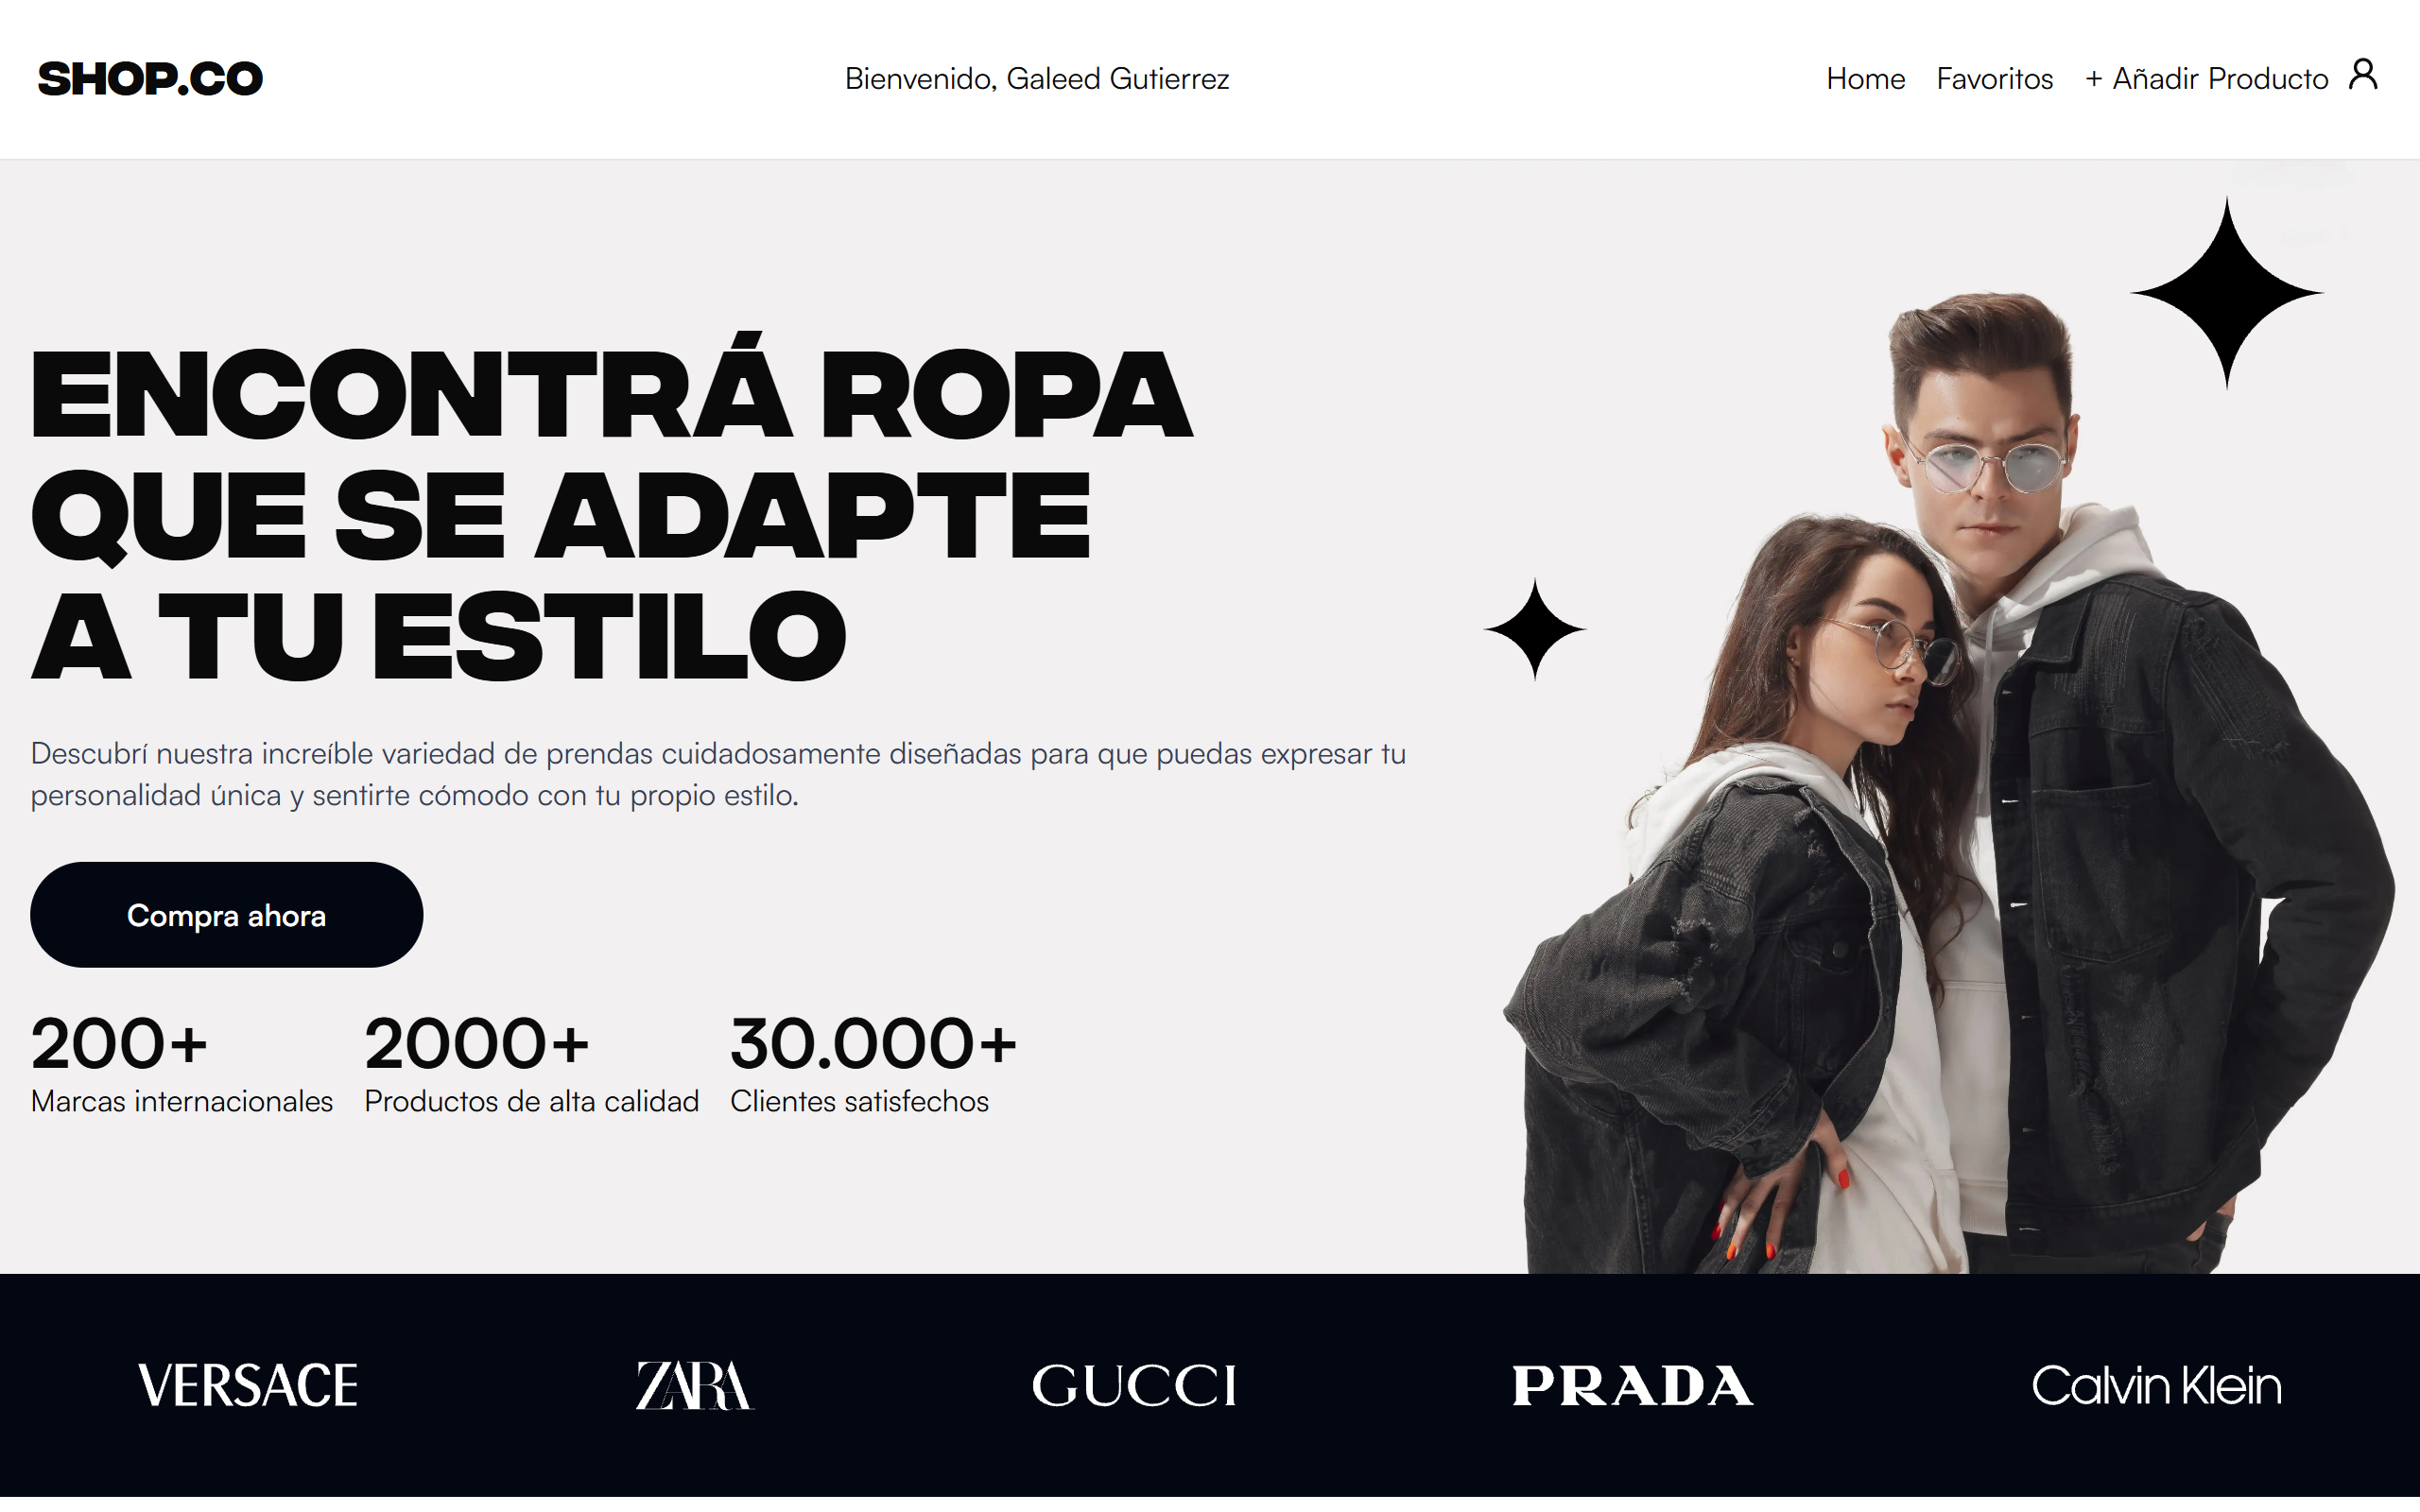 SHOP.CO
Bienvenido, Galeed Gutierrez
Home
Favoritos
+ Añadir Producto
ENCONTRÁ ROPA
QUE SE ADAPTE
A TU ESTILO
Descubrí nuestra increíble variedad de prendas cuidadosamente diseñadas para que puedas expresar tu
personalidad única y sentirte cómodo con tu propio estilo.
Compra ahora
200+
Marcas internacionales
2000+
Productos de alta calidad
30.000+
Clientes satisfechos
VERSACE
ZARA
GUCCI
PRADA
Calvin Klein